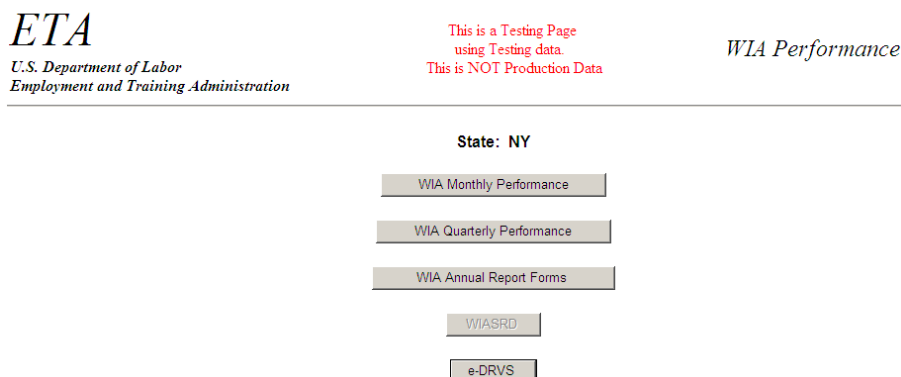 ETA
U.S. Department of Labor
Employment and Training Administration
This is a Testing Page
using Testing data.
This is NOT Production Data
WIA Performance
State: NY
WIA Monthly Performance
WIA Quarterly Performance
WIA Annual Report Forms
WIASRD
e-DRVS